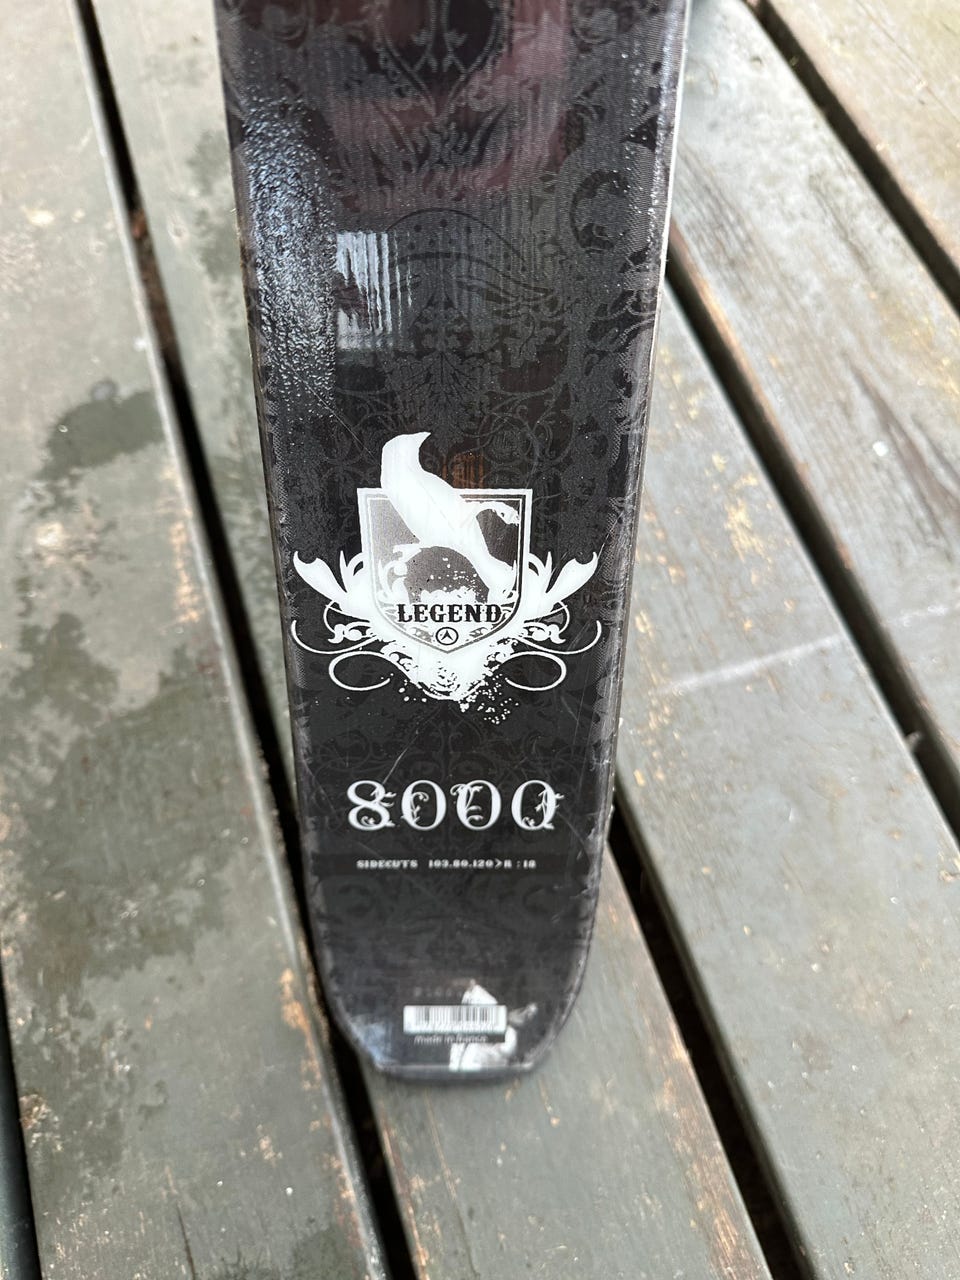 LEGEND
8000
SIDECUTS 103.80.120>R :18
made in france